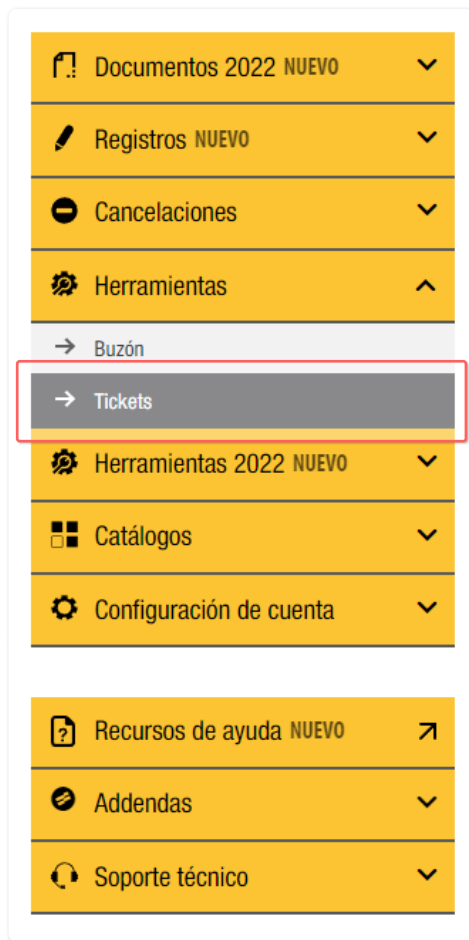 Documentos 2022 NUEVO
Registros NUEVO
Cancelaciones
Herramientas
Buzón
Tickets
Herramientas 2022 NUEVO
Catálogos
Configuración de cuenta
Recursos de ayuda NUEVO
Addendas
Soporte técnico